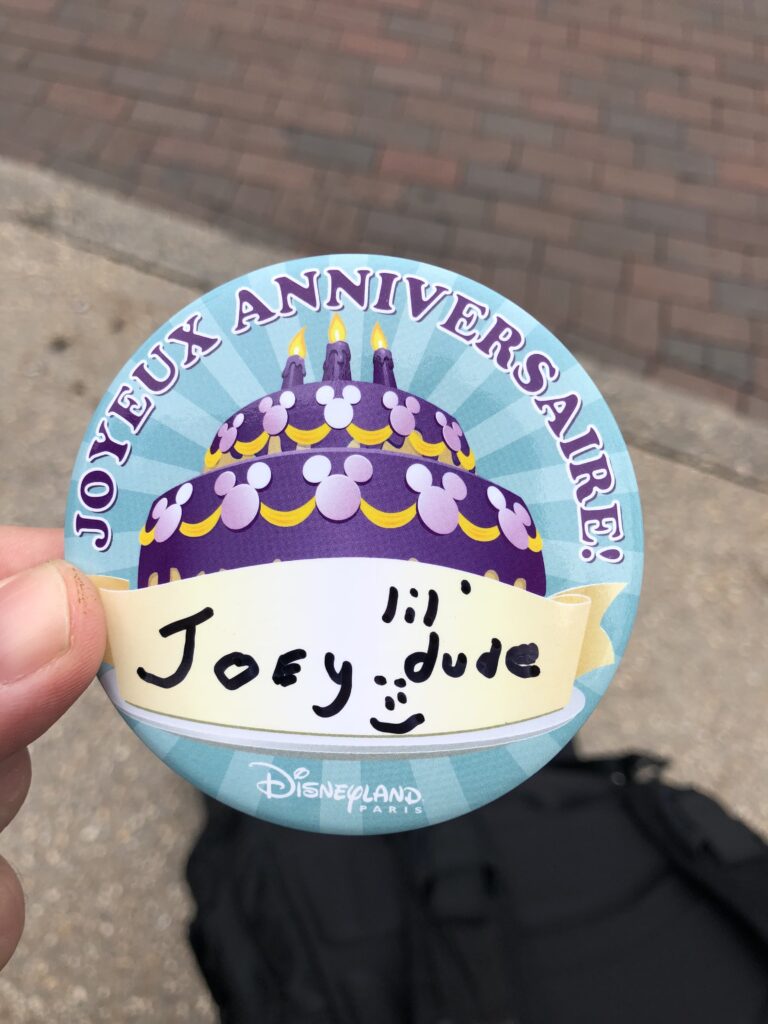 JOYEUX ANNIVERSAIRE!
lil'
Joey dude
DISNEYLAND
PARIS